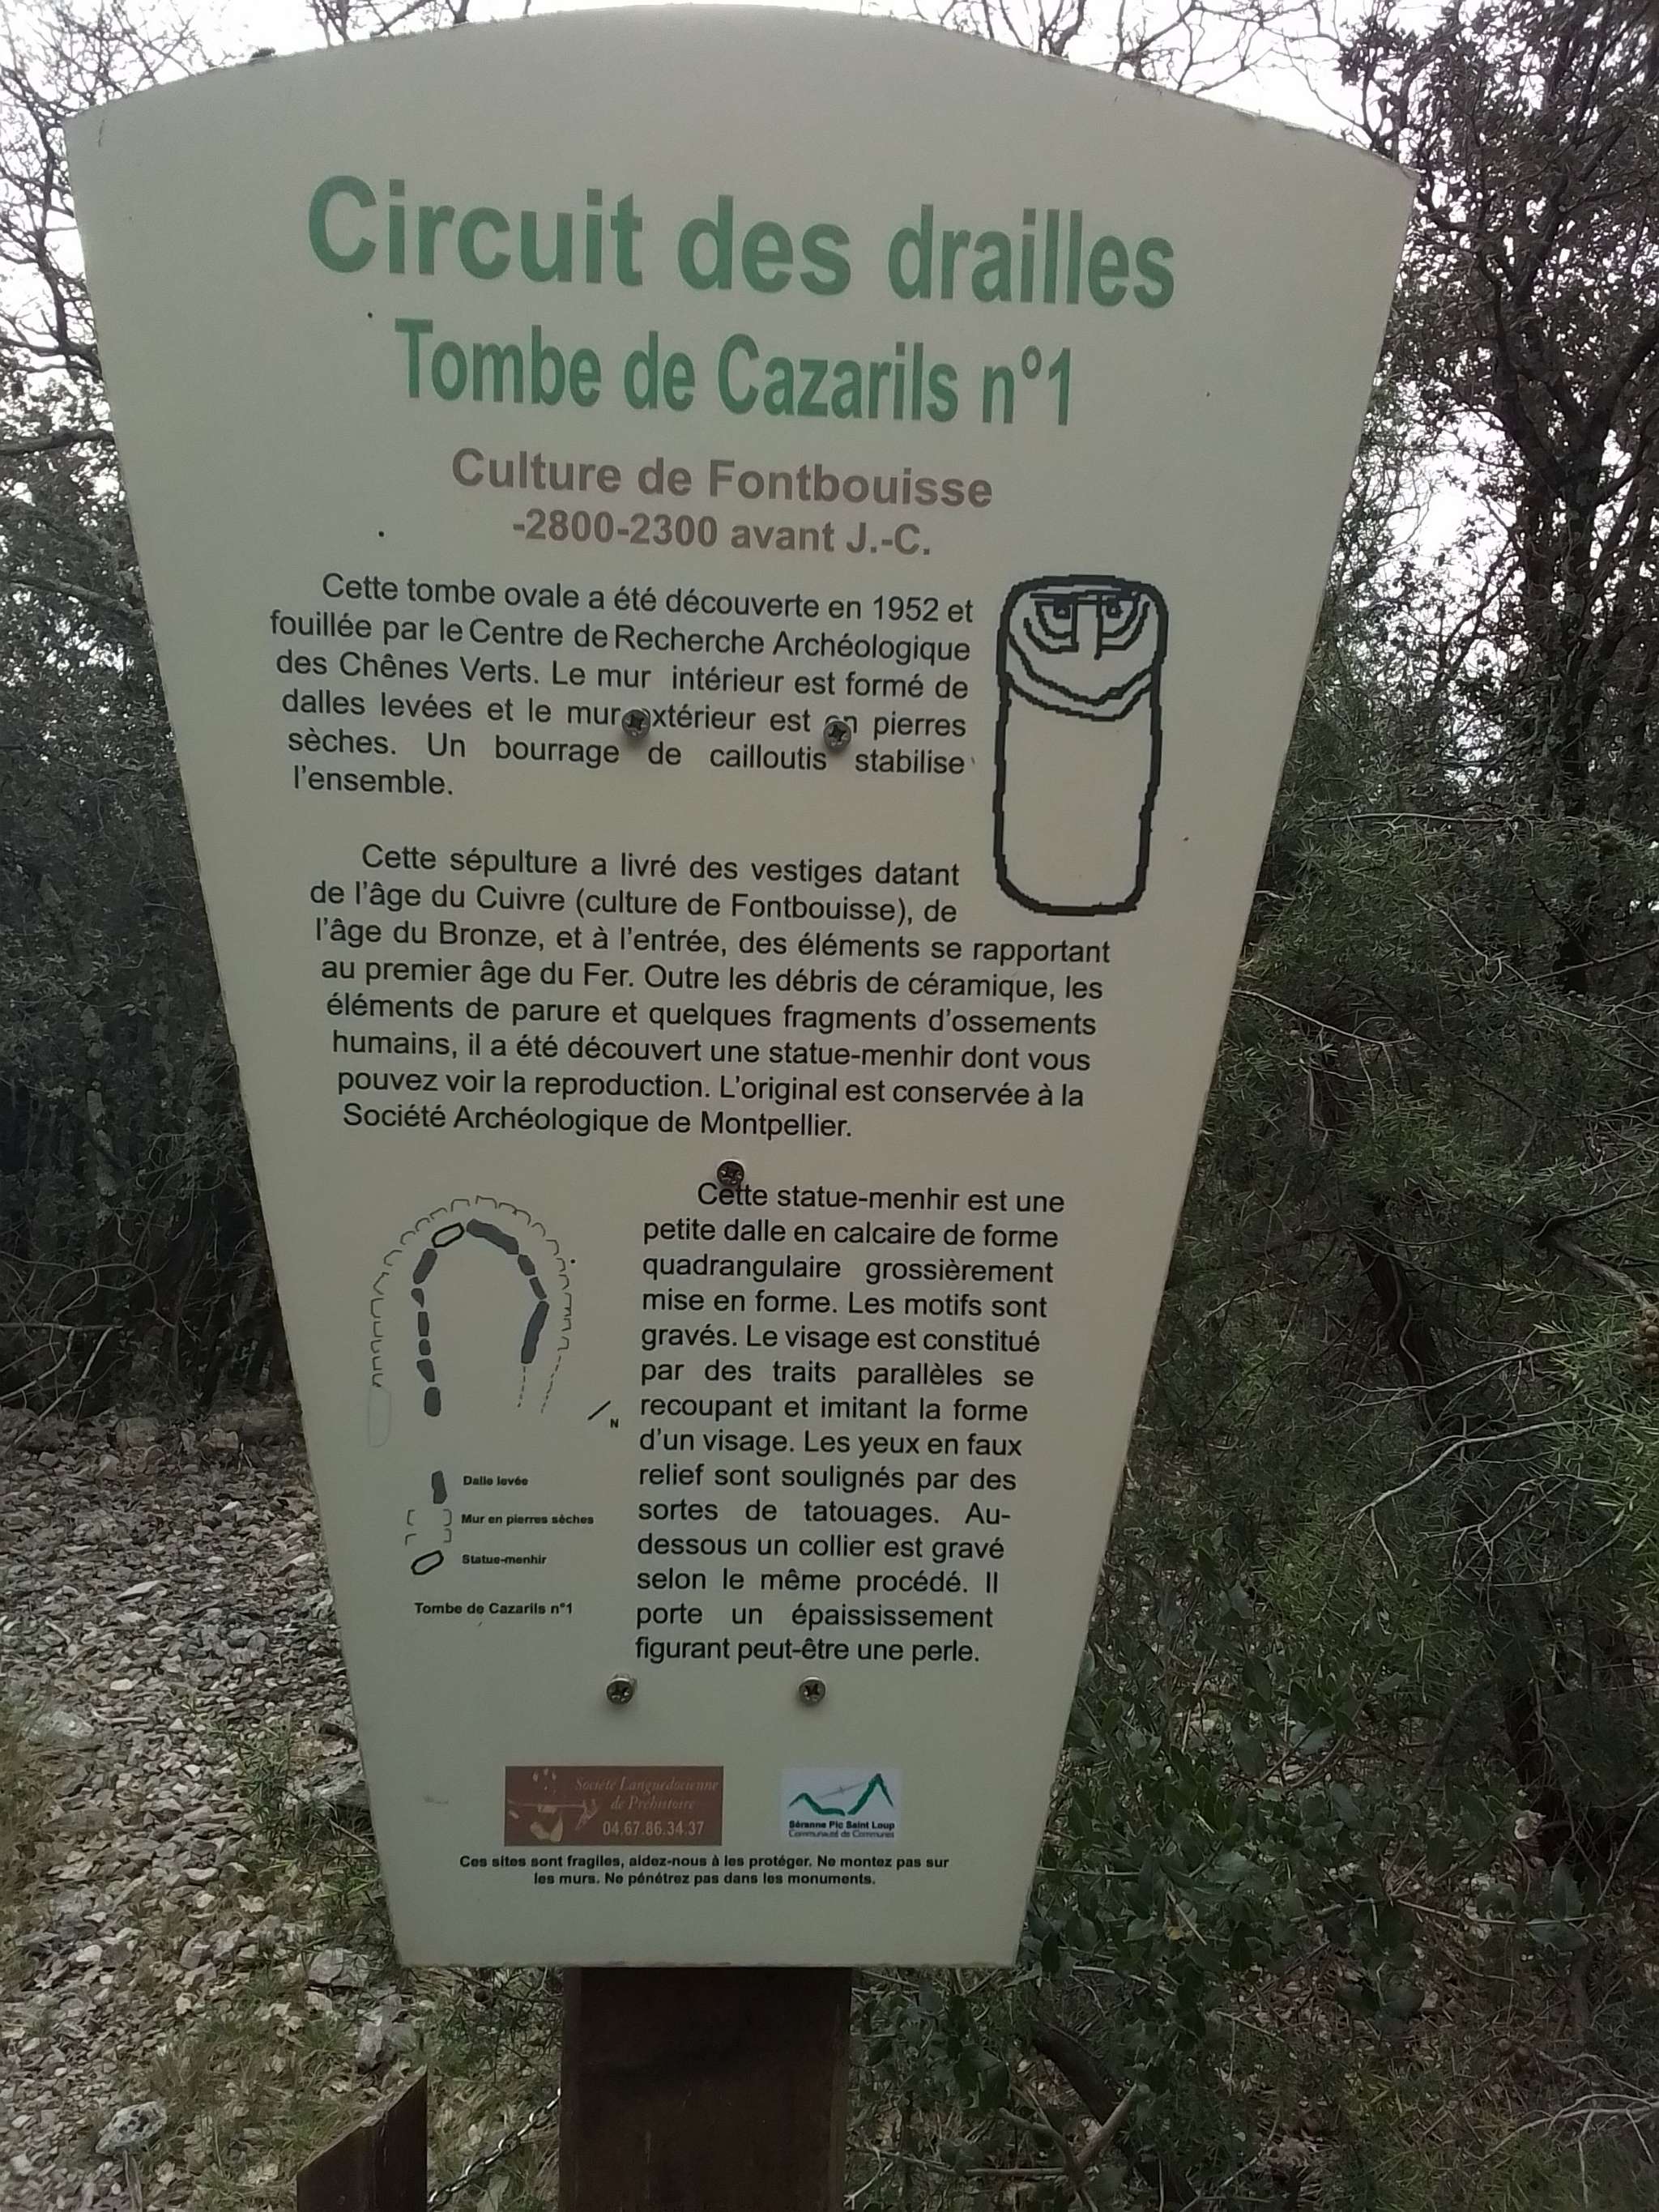 Circuit des drailles
Tombe de Cazarils n°1
Culture de Fontbouisse
-2800-2300 avant J.-C.
Cette tombe ovale a été découverte en 1952 et
fouillée par le Centre de Recherche Archéologique
des Chênes Verts. Le mur intérieur est formé de
dalles levées et le mur extérieur est en pierres
sèches. Un bourrage de cailloutis stabilise
l'ensemble.
Cette sépulture a livré des vestiges datant
de l'âge du Cuivre (culture de Fontbouisse), de
l'âge du Bronze, et à l'entrée, des éléments se rapportant
au premier âge du Fer. Outre les débris de céramique, les
éléments de parure et quelques fragments d'ossements
humains, il a été découvert une statue-menhir dont vous
pouvez voir la reproduction. L'original est conservée à la
Société Archéologique de Montpellier.
Cette statue-menhir est une
petite dalle en calcaire de forme
quadrangulaire grossièrement
mise en forme. Les motifs sont
gravés. Le visage est constitué
par des traits parallèles se
recoupant et imitant la forme
d'un visage. Les yeux en faux
relief sont soulignés par des
sortes de tatouages. Au-
dessous un collier est gravé
selon le même procédé. Il
porte un épaississement
figurant peut-être une perle.
N
Dalle levée
Mur en pierres sèches
Statue-menhir
Tombe de Cazarils n°1
Société Languedocienne
de Préhistoire
04.67.86.34.37
Séranne Pic Saint Loup
Communauté de Communes
Ces sites sont fragiles, aidez-nous à les protéger. Ne montez pas sur
les murs. Ne pénétrez pas dans les monuments.